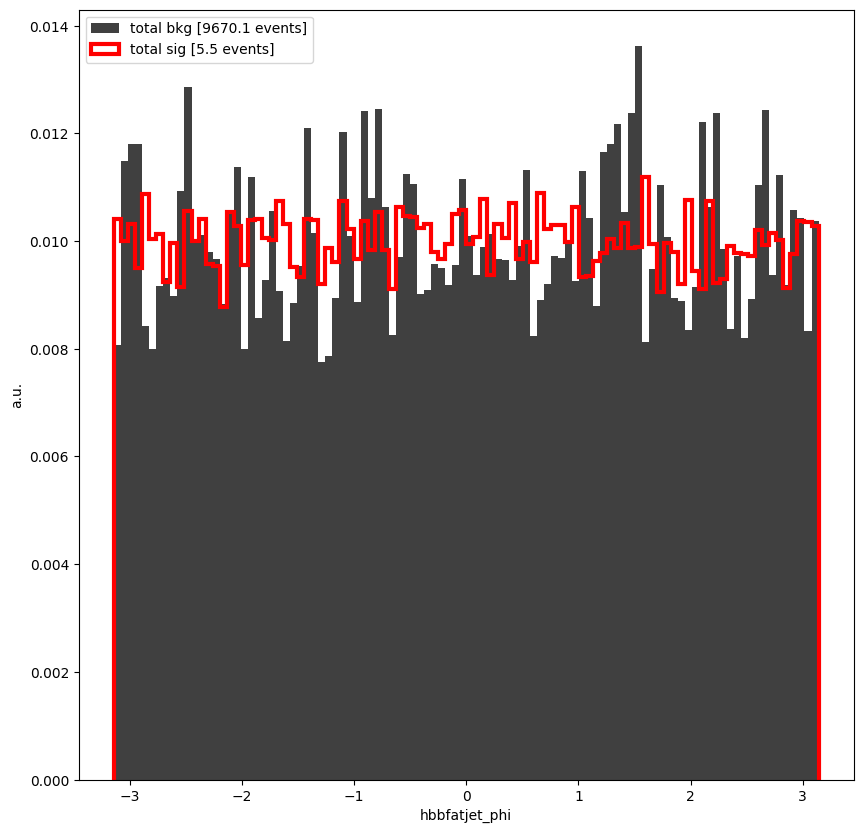 total bkg [9670.1 events]
total sig [5.5 events]
0.014
0.012
0.010
0.008
0.006
0.004
0.002
0.000
a.u.
−3 −2 −1 0 1 2 3
hbbfatjet_phi